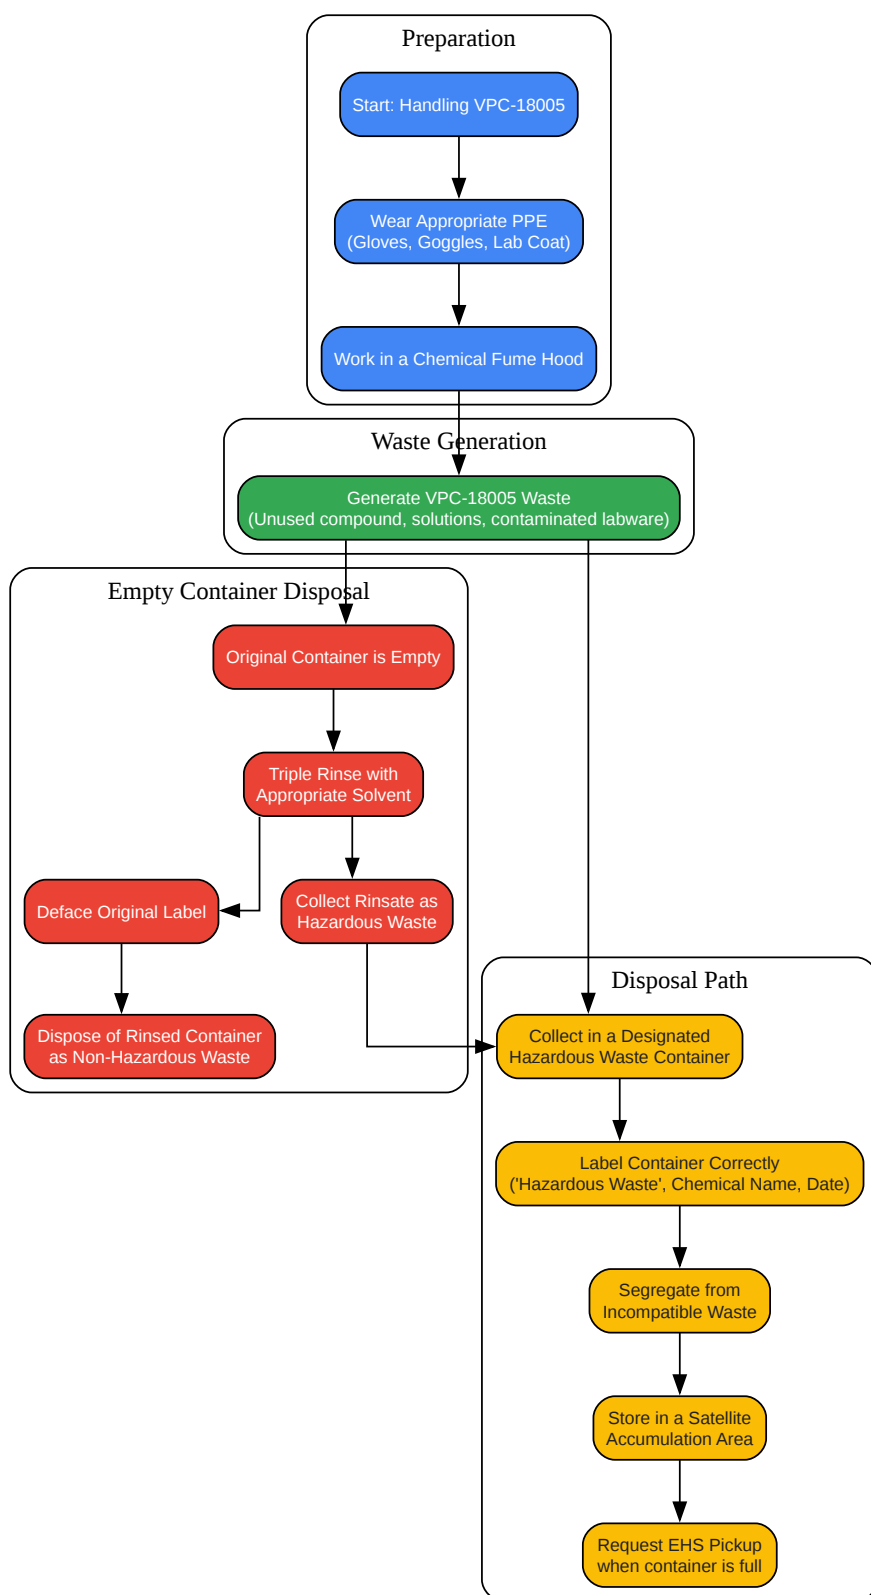 Preparation
Start: Handling VPC-18005
Wear Appropriate PPE
(Gloves, Goggles, Lab Coat)
Work in a Chemical Fume Hood
Waste Generation
Generate VPC-18005 Waste
(Unused compound, solutions, contaminated labware)
Empty Container Disposal
Original Container is Empty
Triple Rinse with
Appropriate Solvent
Deface Original Label
Collect Rinsate as
Hazardous Waste
Dispose of Rinsed Container
as Non-Hazardous Waste
Disposal Path
Collect in a Designated
Hazardous Waste Container
Label Container Correctly
('Hazardous Waste', Chemical Name, Date)
Segregate from
Incompatible Waste
Store in a Satellite
Accumulation Area
Request EHS Pickup
when container is full